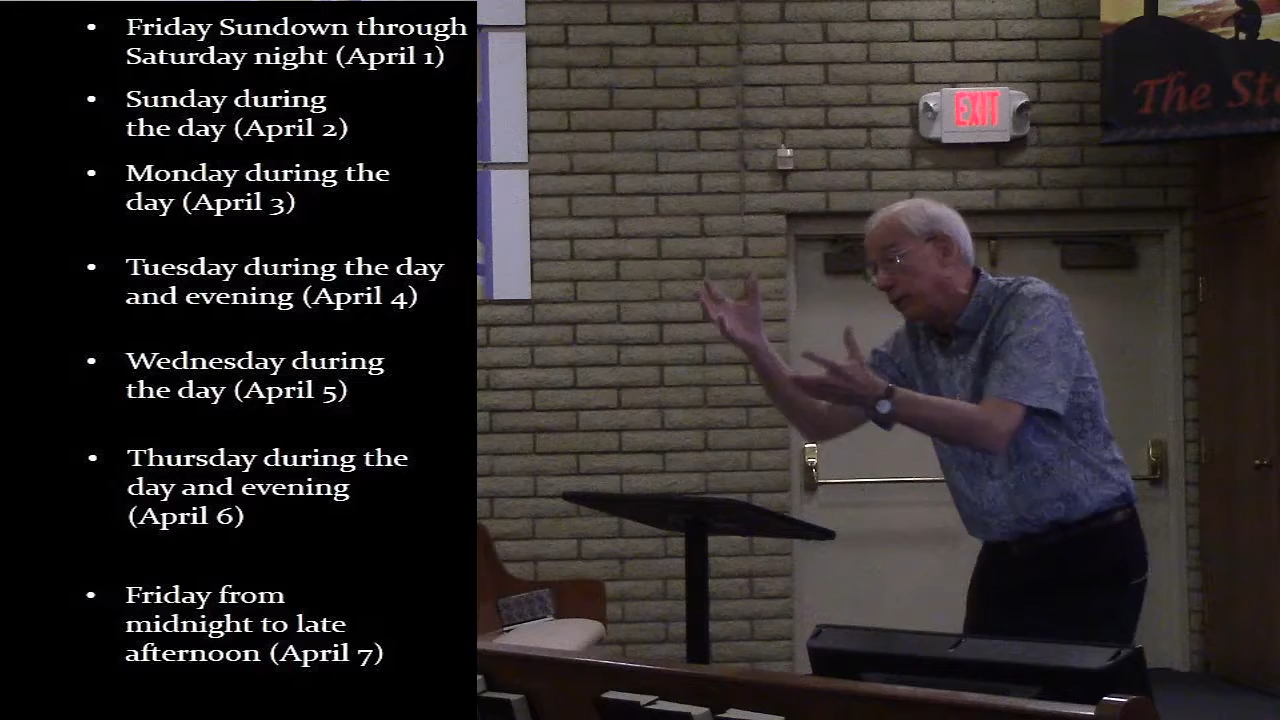 • Friday Sundown through
Saturday night (April 1)
• Sunday during
the day (April 2)
• Monday during the
day (April 3)
• Tuesday during the day
and evening (April 4)
• Wednesday during
the day (April 5)
• Thursday during the
day and evening
(April 6)
• Friday from
midnight to late
afternoon (April 7)
EXIT
The